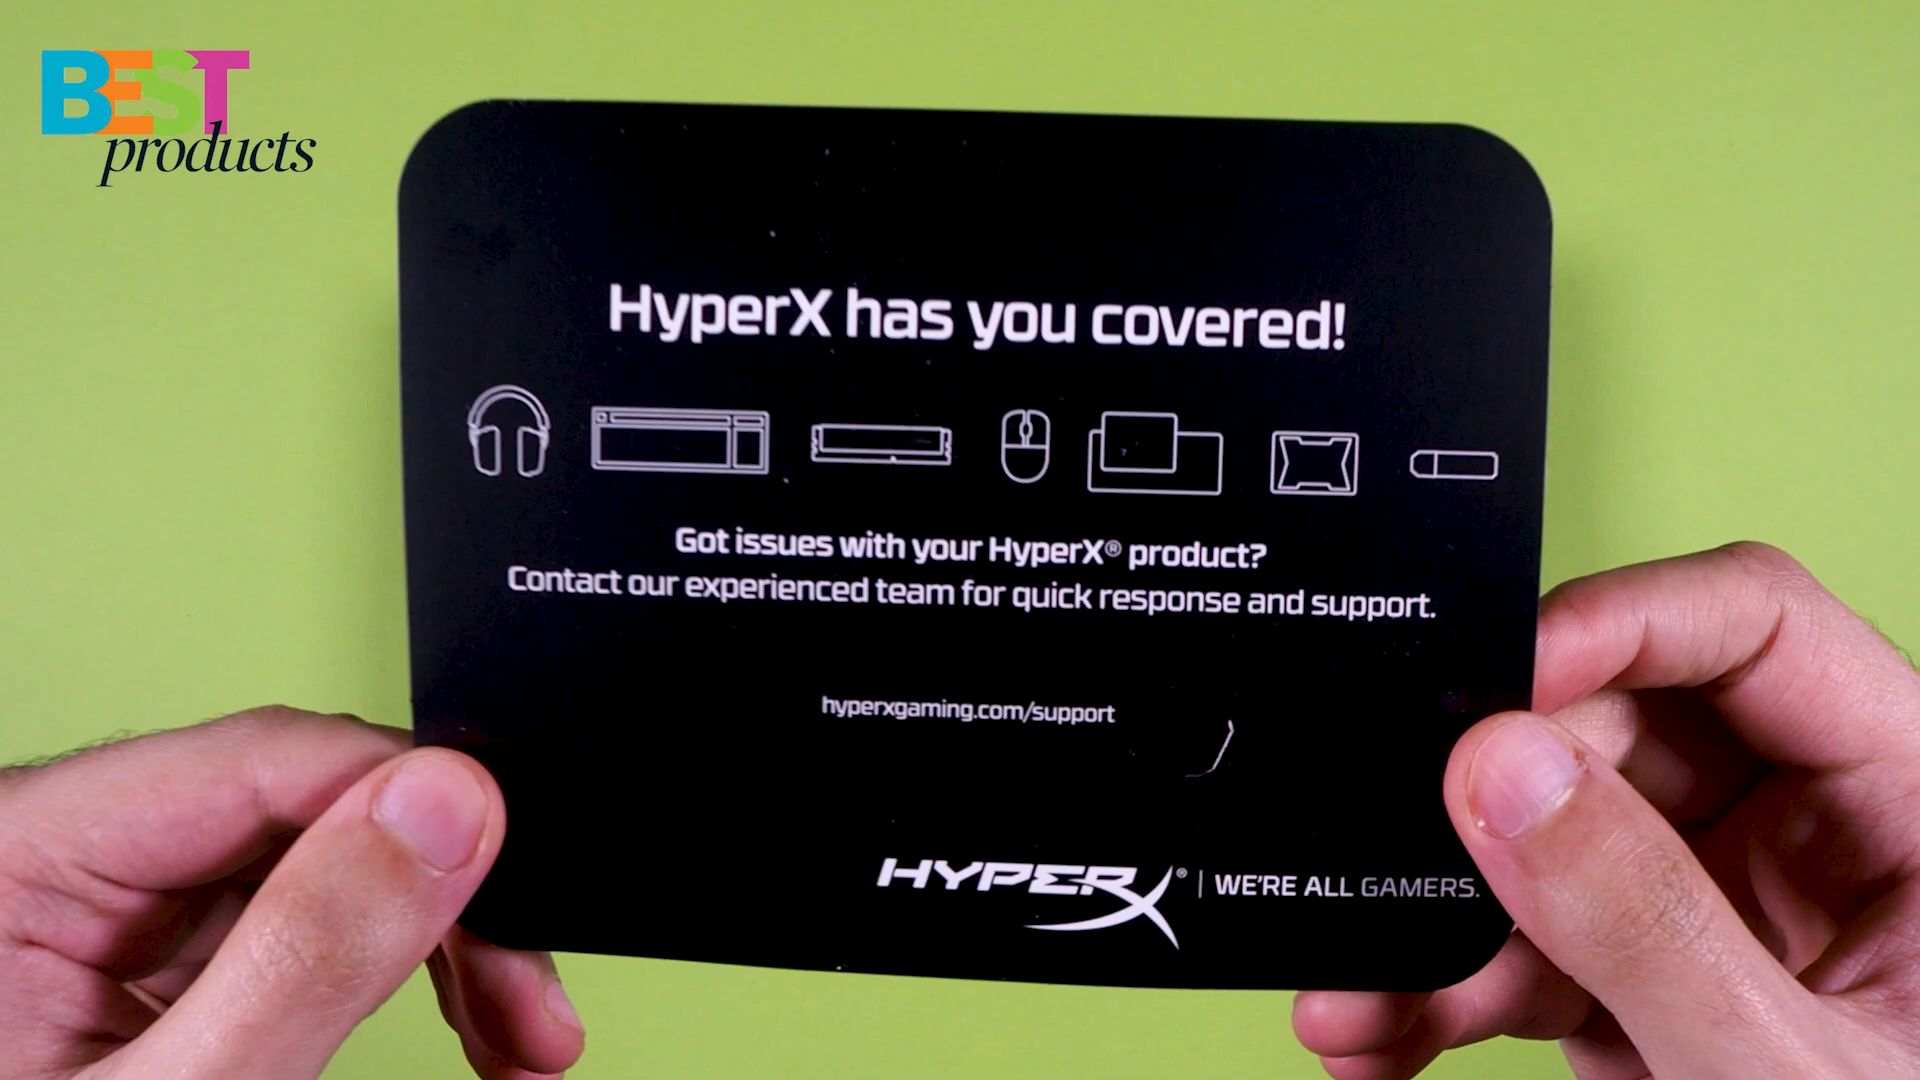 BEST
products
HyperX has you covered!
Got issues with your HyperX® product?
Contact our experienced team for quick response and support.
hyperxgaming.com/support
HYPERX® | WE'RE ALL GAMERS.